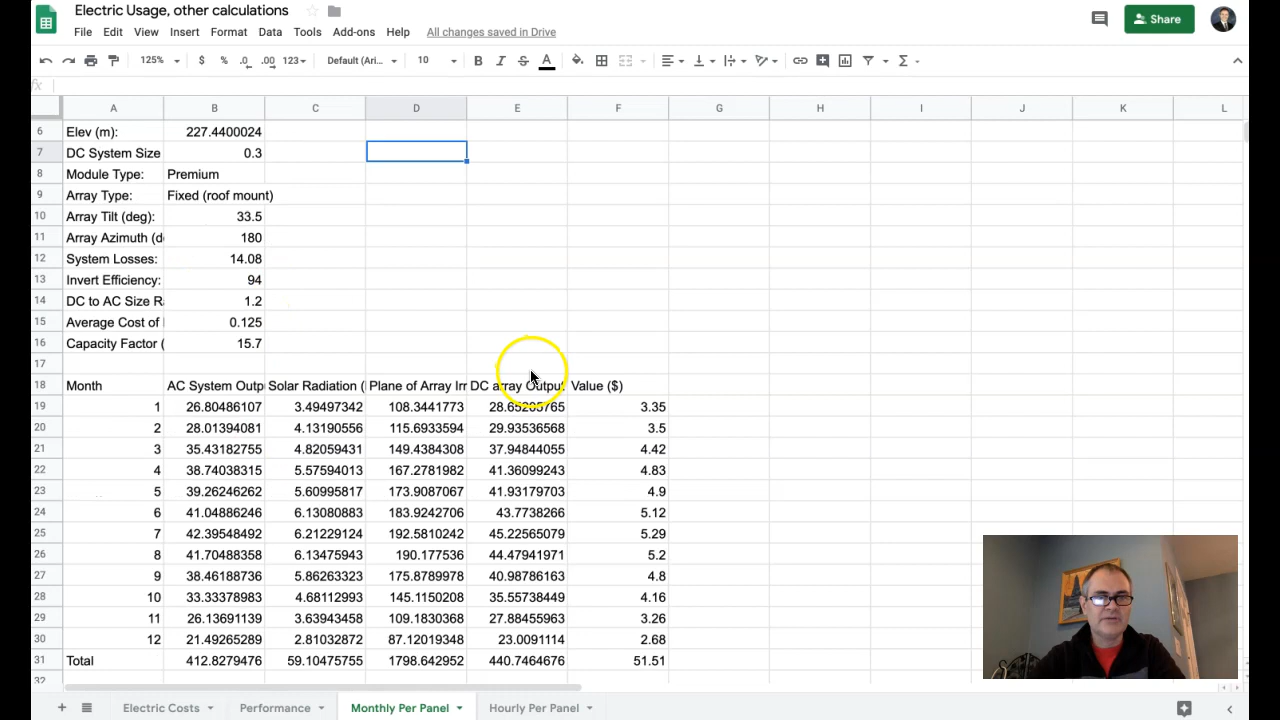 Electric Usage, other calculations
File Edit View Insert Format Data Tools Add-ons Help All changes saved in Drive
Share
125% $ % .0 .00 123 Default (Ari... 10 B I S A
fx
A B C D E F G H I J K L
6 Elev (m): 227.4400024
7 DC System Size 0.3
8 Module Type: Premium
9 Array Type: Fixed (roof mount)
10 Array Tilt (deg): 33.5
11 Array Azimuth (d 180
12 System Losses: 14.08
13 Invert Efficiency: 94
14 DC to AC Size R 1.2
15 Average Cost of 0.125
16 Capacity Factor ( 15.7
17
18 Month AC System Outp Solar Radiation ( Plane of Array Irr DC array Output Value ($)
19 1 26.80486107 3.49497342 108.3441773 28.65265765 3.35
20 2 28.01394081 4.13190556 115.6933594 29.93536568 3.5
21 3 35.43182755 4.82059431 149.4384308 37.94844055 4.42
22 4 38.74038315 5.57594013 167.2781982 41.36099243 4.83
23 5 39.26246262 5.60995817 173.9087067 41.93179703 4.9
24 6 41.04886246 6.13080883 183.9242706 43.7738266 5.12
25 7 42.39548492 6.21229124 192.5810242 45.22565079 5.29
26 8 41.70488358 6.13475943 190.177536 44.47941971 5.2
27 9 38.46188736 5.86263323 175.8789978 40.98786163 4.8
28 10 33.33378983 4.68112993 145.1150208 35.55738449 4.16
29 11 26.13691139 3.63943458 109.1830368 27.88455963 3.26
30 12 21.49265289 2.81032872 87.12019348 23.0091114 2.68
31 Total 412.8279476 59.10475755 1798.642952 440.7464676 51.51
32
Electric Costs Performance Monthly Per Panel Hourly Per Panel